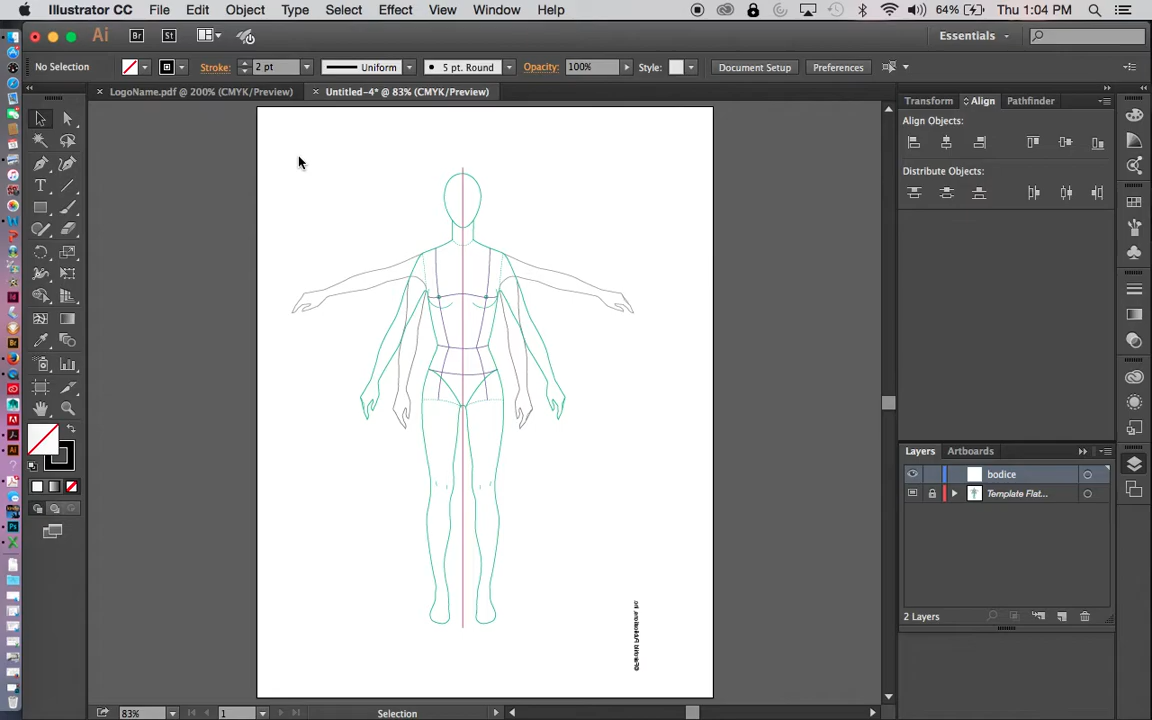 Illustrator CC File Edit Object Type Select Effect View Window Help 64% Thu 1:04 PM
Ai Br St Essentials
No Selection Stroke: 2 pt Uniform 5 pt. Round Opacity: 100% Style: Document Setup Preferences
LogoName.pdf @ 200% (CMYK/Preview) Untitled-4* @ 83% (CMYK/Preview)
Transform Align Pathfinder
Align Objects:
Distribute Objects:
Layers Artboards
bodice
Template Flat...
2 Layers
83% 1 Selection